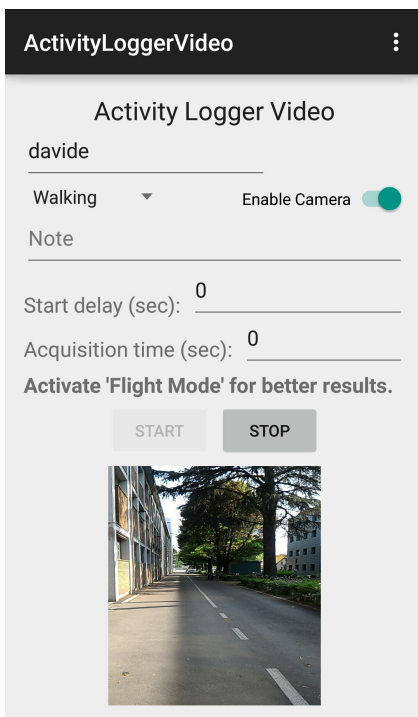 ActivityLoggerVideo
Activity Logger Video
davide
Walking Enable Camera
Note
Start delay (sec): 0
Acquisition time (sec): 0
Activate 'Flight Mode' for better results.
START STOP